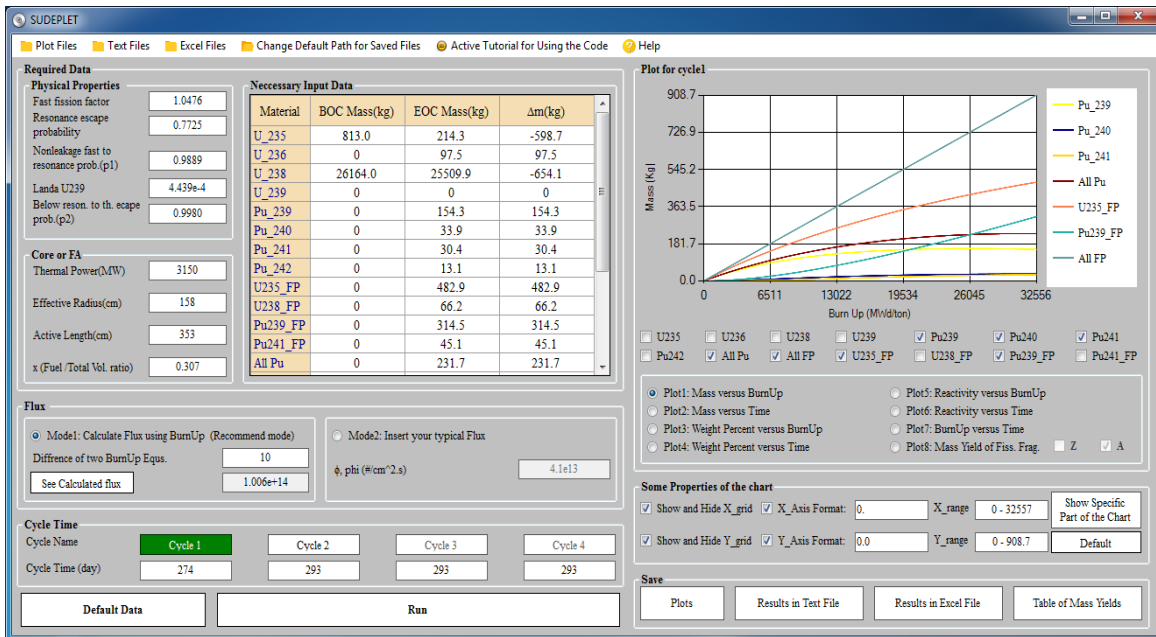 SUDEPLET
Plot Files Text Files Excel Files Change Default Path for Saved Files Active Tutorial for Using the Code Help
Required Data
Physical Properties
Fast fission factor 1.0476
Resonance escape
probability 0.7725
Nonleakage fast to
resonance prob.(p1) 0.9889
Landa U239 4.439e-4
Below reson. to th. ecape
prob.(p2) 0.9980
Core or FA
Thermal Power(MW) 3150
Effective Radius(cm) 158
Active Length(cm) 353
x (Fuel /Total Vol. ratio) 0.307
Neccessary Input Data
Material BOC Mass(kg) EOC Mass(kg) Δm(kg)
U_235 813.0 214.3 -598.7
U_236 0 97.5 97.5
U_238 26164.0 25509.9 -654.1
U_239 0 0 0
Pu_239 0 154.3 154.3
Pu_240 0 33.9 33.9
Pu_241 0 30.4 30.4
Pu_242 0 13.1 13.1
U235_FP 0 482.9 482.9
U238_FP 0 66.2 66.2
Pu239_FP 0 314.5 314.5
Pu241_FP 0 45.1 45.1
All Pu 0 231.7 231.7
Flux
Mode1: Calculate Flux using BurnUp (Recommend mode)
Diffrence of two BurnUp Equs. 10
See Calculated flux 1.006e+14
Mode2: Insert your typical Flux
ϕ, phi (#/cm^2.s) 4.1e13
Cycle Time
Cycle Name Cycle 1 Cycle 2 Cycle 3 Cycle 4
Cycle Time (day) 274 293 293 293
Default Data Run
Plot for cycle1
Mass (Kg)
908.7
726.9
545.2
363.5
181.7
0.0
0 6511 13022 19534 26045 32556
Burn Up (MWd/ton)
Pu_239
Pu_240
Pu_241
All Pu
U235_FP
Pu239_FP
All FP
U235 U236 U238 U239 Pu239 Pu240 Pu241
Pu242 All Pu All FP U235_FP U238_FP Pu239_FP Pu241_FP
Plot1: Mass versus BurnUp Plot5: Reactivity versus BurnUp
Plot2: Mass versus Time Plot6: Reactivity versus Time
Plot3: Weight Percent versus BurnUp Plot7: BurnUp versus Time
Plot4: Weight Percent versus Time Plot8: Mass Yield of Fiss. Frag. Z A
Some Properties of the chart
Show and Hide X_grid X_Axis Format: 0. X_range 0 - 32557
Show and Hide Y_grid Y_Axis Format: 0.0 Y_range 0 - 908.7
Show Specific
Part of the Chart
Default
Save
Plots Results in Text File Results in Excel File Table of Mass Yields